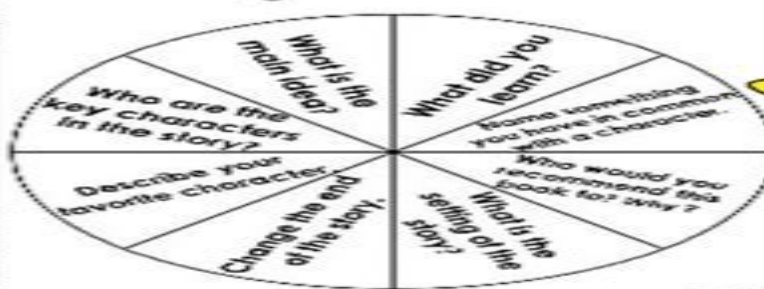 What is the
main idea?
What did you
learn?
Name something
you have in common
with a character.
Who would you
recommend this
book to? Why?
What is the
setting of the
story?
Change the end
of the story.
Describe your
favorite character
Who are the
key characters
in the story?